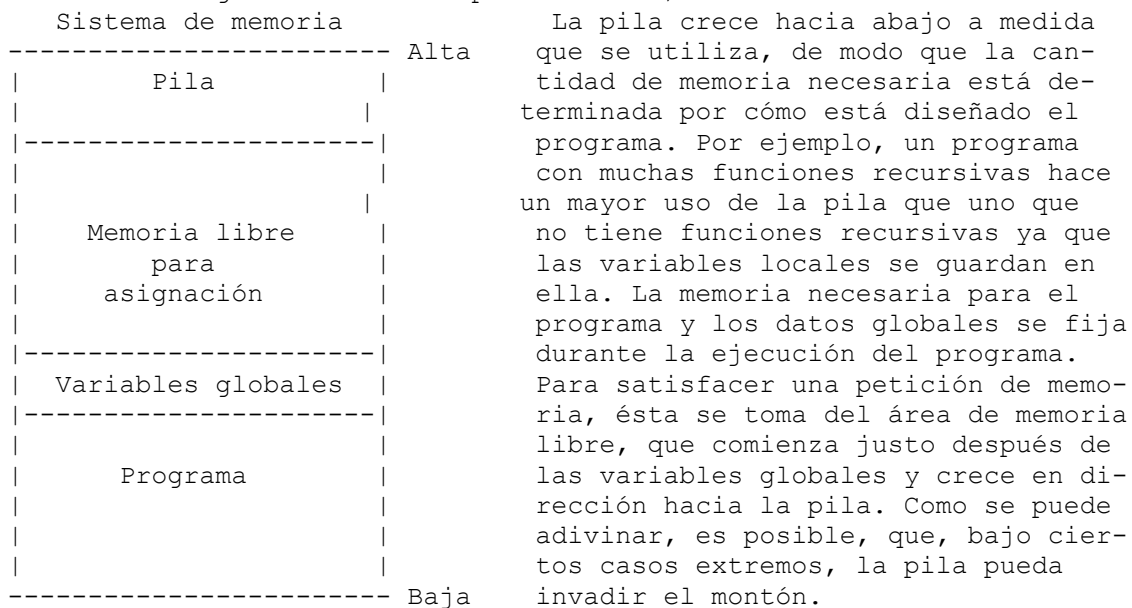 Sistema de memoria
Alta
Pila
Memoria libre
para
asignación
Variables globales
Programa
Baja
La pila crece hacia abajo a medida
que se utiliza, de modo que la can-
tidad de memoria necesaria está de-
terminada por cómo está diseñado el
programa. Por ejemplo, un programa
con muchas funciones recursivas hace
un mayor uso de la pila que uno que
no tiene funciones recursivas ya que
las variables locales se guardan en
ella. La memoria necesaria para el
programa y los datos globales se fija
durante la ejecución del programa.
Para satisfacer una petición de memo-
ria, ésta se toma del área de memoria
libre, que comienza justo después de
las variables globales y crece en di-
rección hacia la pila. Como se puede
adivinar, es posible, que, bajo cier-
tos casos extremos, la pila pueda
invadir el montón.